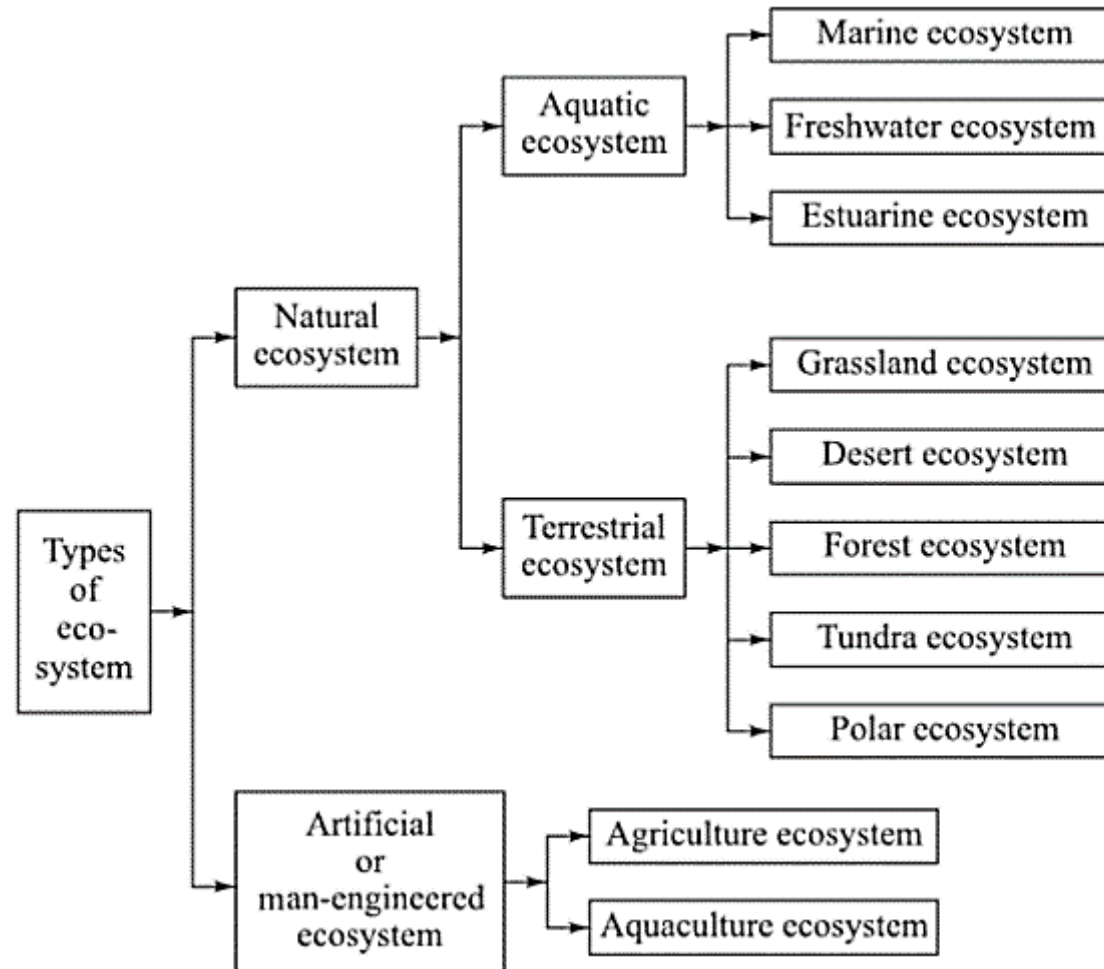 Types
of
eco-
system
Natural
ecosystem
Aquatic
ecosystem
Marine ecosystem
Freshwater ecosystem
Estuarine ecosystem
Terrestrial
ecosystem
Grassland ecosystem
Desert ecosystem
Forest ecosystem
Tundra ecosystem
Polar ecosystem
Artificial
or
man-engineered
ecosystem
Agriculture ecosystem
Aquaculture ecosystem